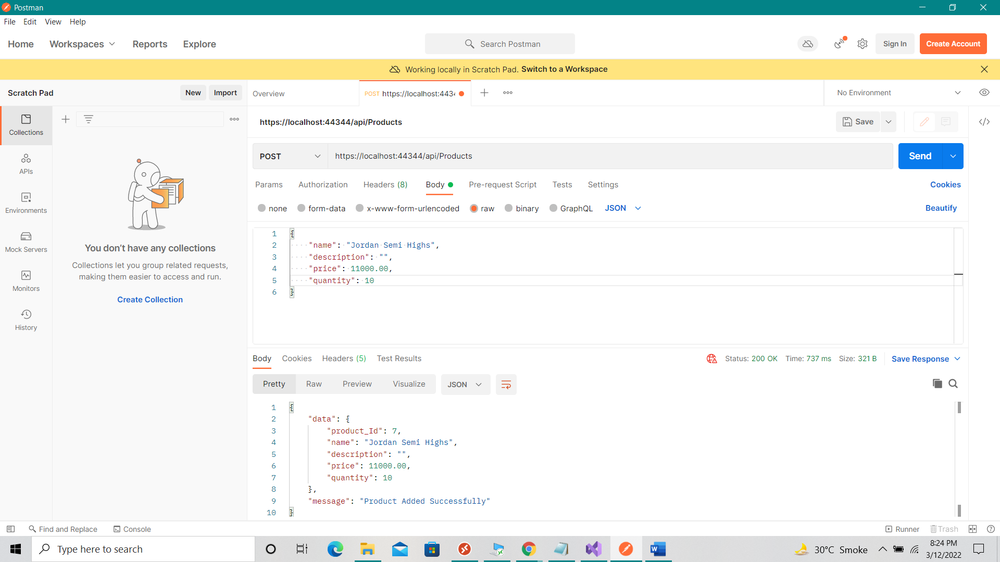 Postman
File Edit View Help
Home Workspaces Reports Explore
Search Postman
Sign In
Create Account
Working locally in Scratch Pad. Switch to a Workspace
Scratch Pad
New
Import
Overview
POST https://localhost:4434
No Environment
Collections
APIs
Environments
Mock Servers
Monitors
History
You don’t have any collections
Collections let you group related requests,
making them easier to access and run.
Create Collection
https://localhost:44344/api/Products
Save
POST
https://localhost:44344/api/Products
Send
Params Authorization Headers (8) Body Pre-request Script Tests Settings
Cookies
none form-data x-www-form-urlencoded raw binary GraphQL JSON
Beautify
1 {
2 "name": "Jordan Semi Highs",
3 "description": "",
4 "price": 11000.00,
5 "quantity": 10
6 }
Body Cookies Headers (5) Test Results
Status: 200 OK Time: 737 ms Size: 321 B
Save Response
Pretty Raw Preview Visualize
JSON
1 {
2 "data": {
3 "product_Id": 7,
4 "name": "Jordan Semi Highs",
5 "description": "",
6 "price": 11000.00,
7 "quantity": 10
8 },
9 "message": "Product Added Successfully"
10 }
Find and Replace
Console
Runner
Trash
Type here to search
30°C Smoke
8:24 PM
3/12/2022